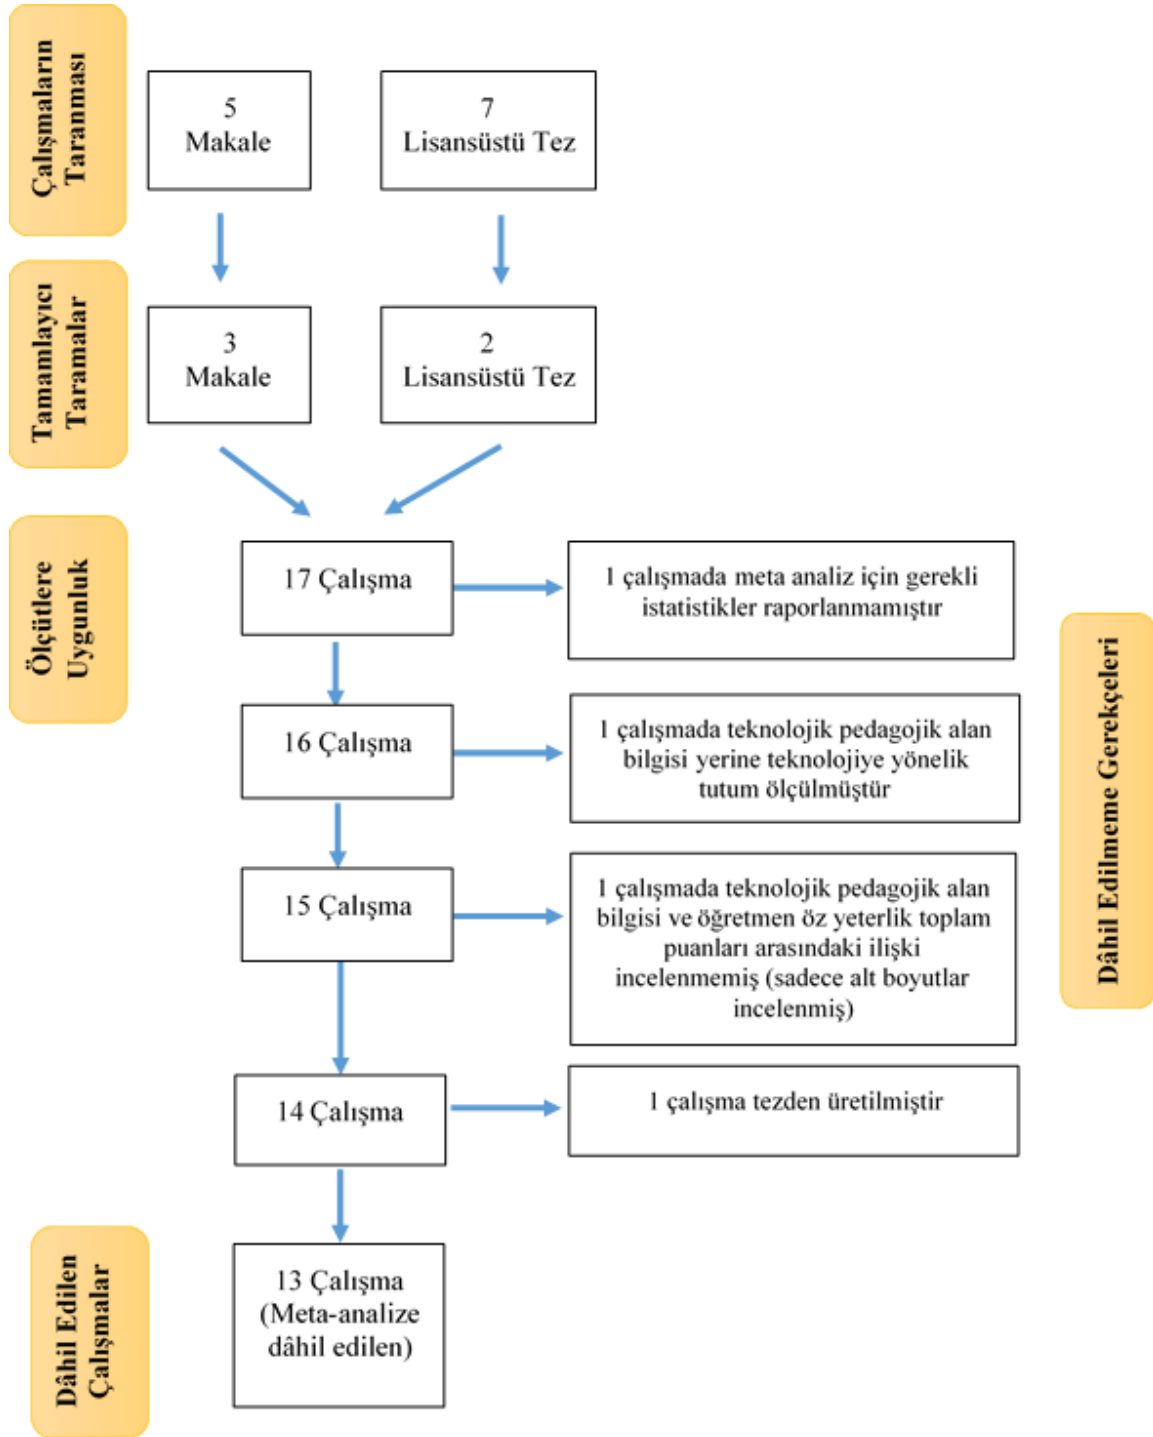 Çalışmaların
Taranması
5
Makale
7
Lisansüstü Tez
Tamamlayıcı
Taramalar
3
Makale
2
Lisansüstü Tez
Ölçütlere
Uygunluk
17 Çalışma
1 çalışmada meta analiz için gerekli
istatistikler raporlanmamıştır
Dâhil Edilmeme Gerekçeleri
16 Çalışma
1 çalışmada teknolojik pedagojik alan
bilgisi yerine teknolojiye yönelik
tutum ölçülmüştür
15 Çalışma
1 çalışmada teknolojik pedagojik alan
bilgisi ve öğretmen öz yeterlik toplam
puanları arasındaki ilişki
incelenmemiş (sadece alt boyutlar
incelenmiş)
14 Çalışma
1 çalışma tezden üretilmiştir
Dâhil Edilen
Çalışmalar
13 Çalışma
(Meta-analize
dâhil edilen)